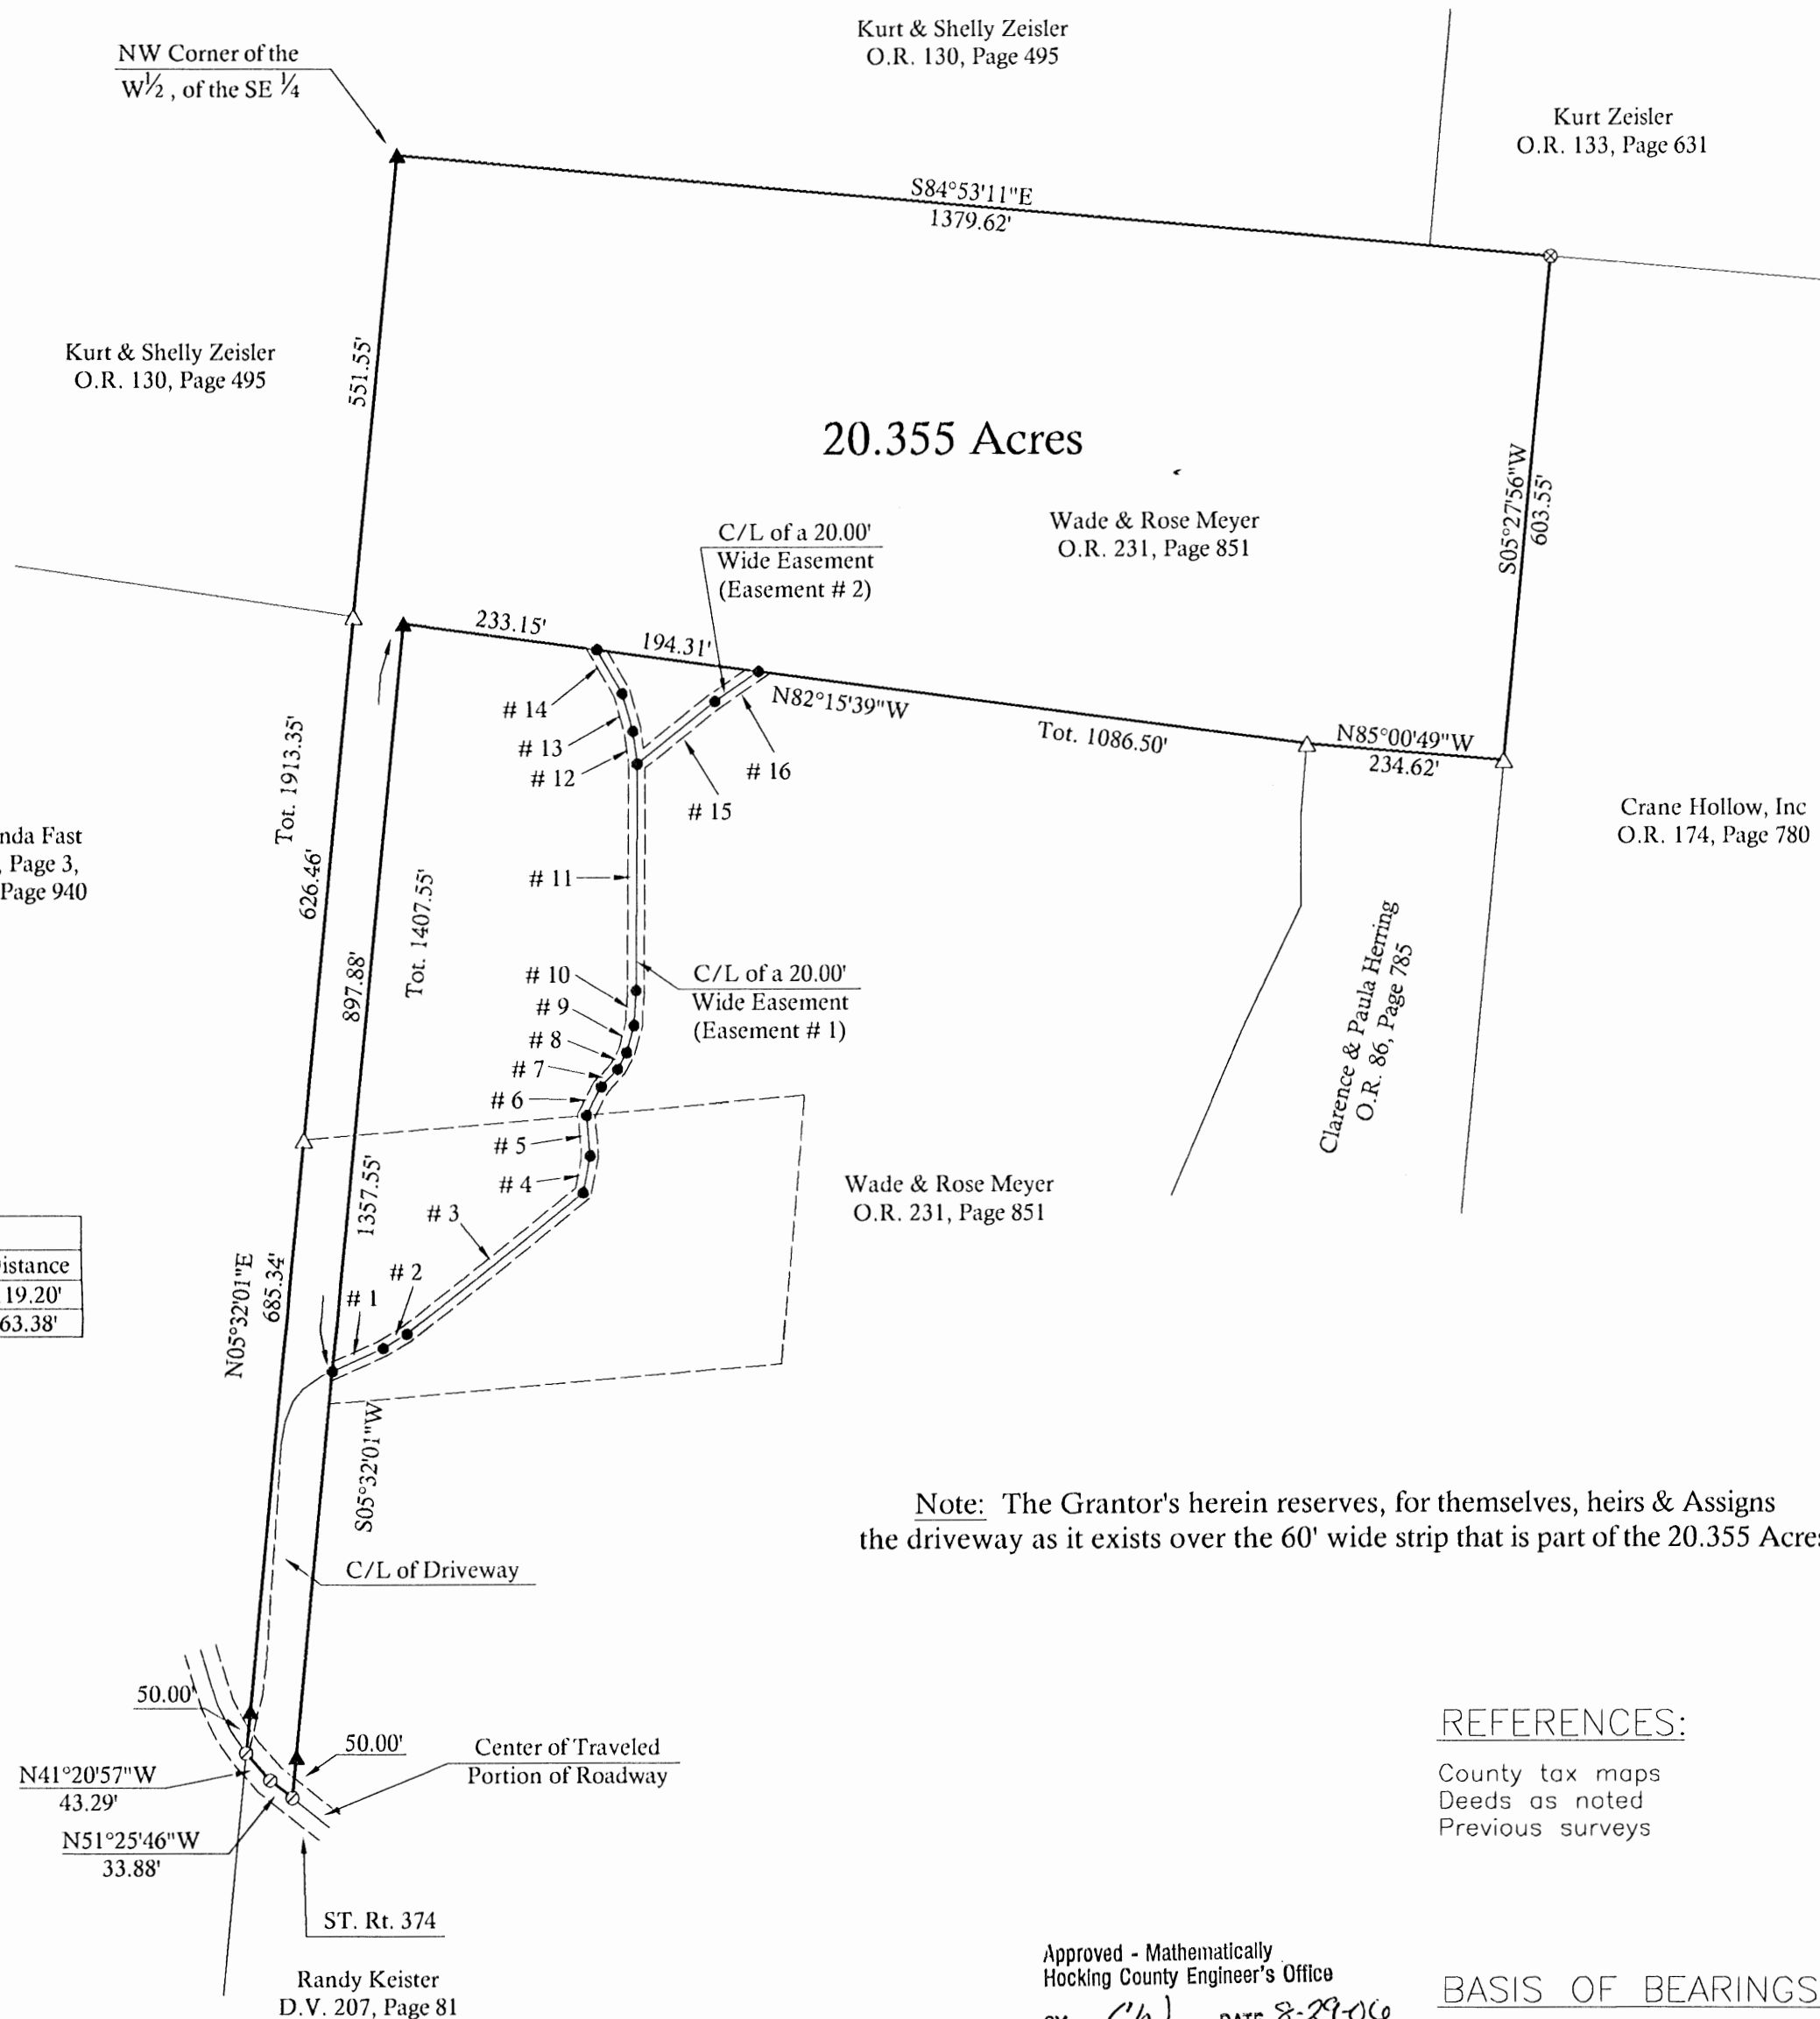 Kurt & Shelly Zeisler
O.R. 130, Page 495
NW Corner of the
W½ , of the SE ¼
Kurt Zeisler
O.R. 133, Page 631
S84°53'11"E
1379.62'
Kurt & Shelly Zeisler
O.R. 130, Page 495
551.55'
20.355 Acres
S05°27'56"W
603.55'
Wade & Rose Meyer
O.R. 231, Page 851
C/L of a 20.00'
Wide Easement
(Easement # 2)
233.15'
194.31'
N82°15'39"W
Tot. 1086.50'
N85°00'49"W
234.62'
# 14
# 13
# 12
# 16
# 15
Tot. 1913.35'
626.46'
Crane Hollow, Inc
O.R. 174, Page 780
nda Fast
, Page 3,
Page 940
# 11
Tot. 1407.55'
897.88'
Clarence & Paula Herring
O.R. 86, Page 785
# 10
# 9
# 8
# 7
# 6
C/L of a 20.00'
Wide Easement
(Easement # 1)
# 5
# 4
# 3
1357.55'
Wade & Rose Meyer
O.R. 231, Page 851
istance
19.20'
63.38'
N05°32'01"E
685.34'
# 2
# 1
S05°32'01"W
Note: The Grantor's herein reserves, for themselves, heirs & Assigns
the driveway as it exists over the 60' wide strip that is part of the 20.355 Acres
C/L of Driveway
50.00'
50.00'
Center of Traveled
Portion of Roadway
N41°20'57"W
43.29'
N51°25'46"W
33.88'
REFERENCES:
County tax maps
Deeds as noted
Previous surveys
ST. Rt. 374
Randy Keister
D.V. 207, Page 81
Approved - Mathematically
Hocking County Engineer's Office
DATE 8-29-06
BASIS OF BEARINGS